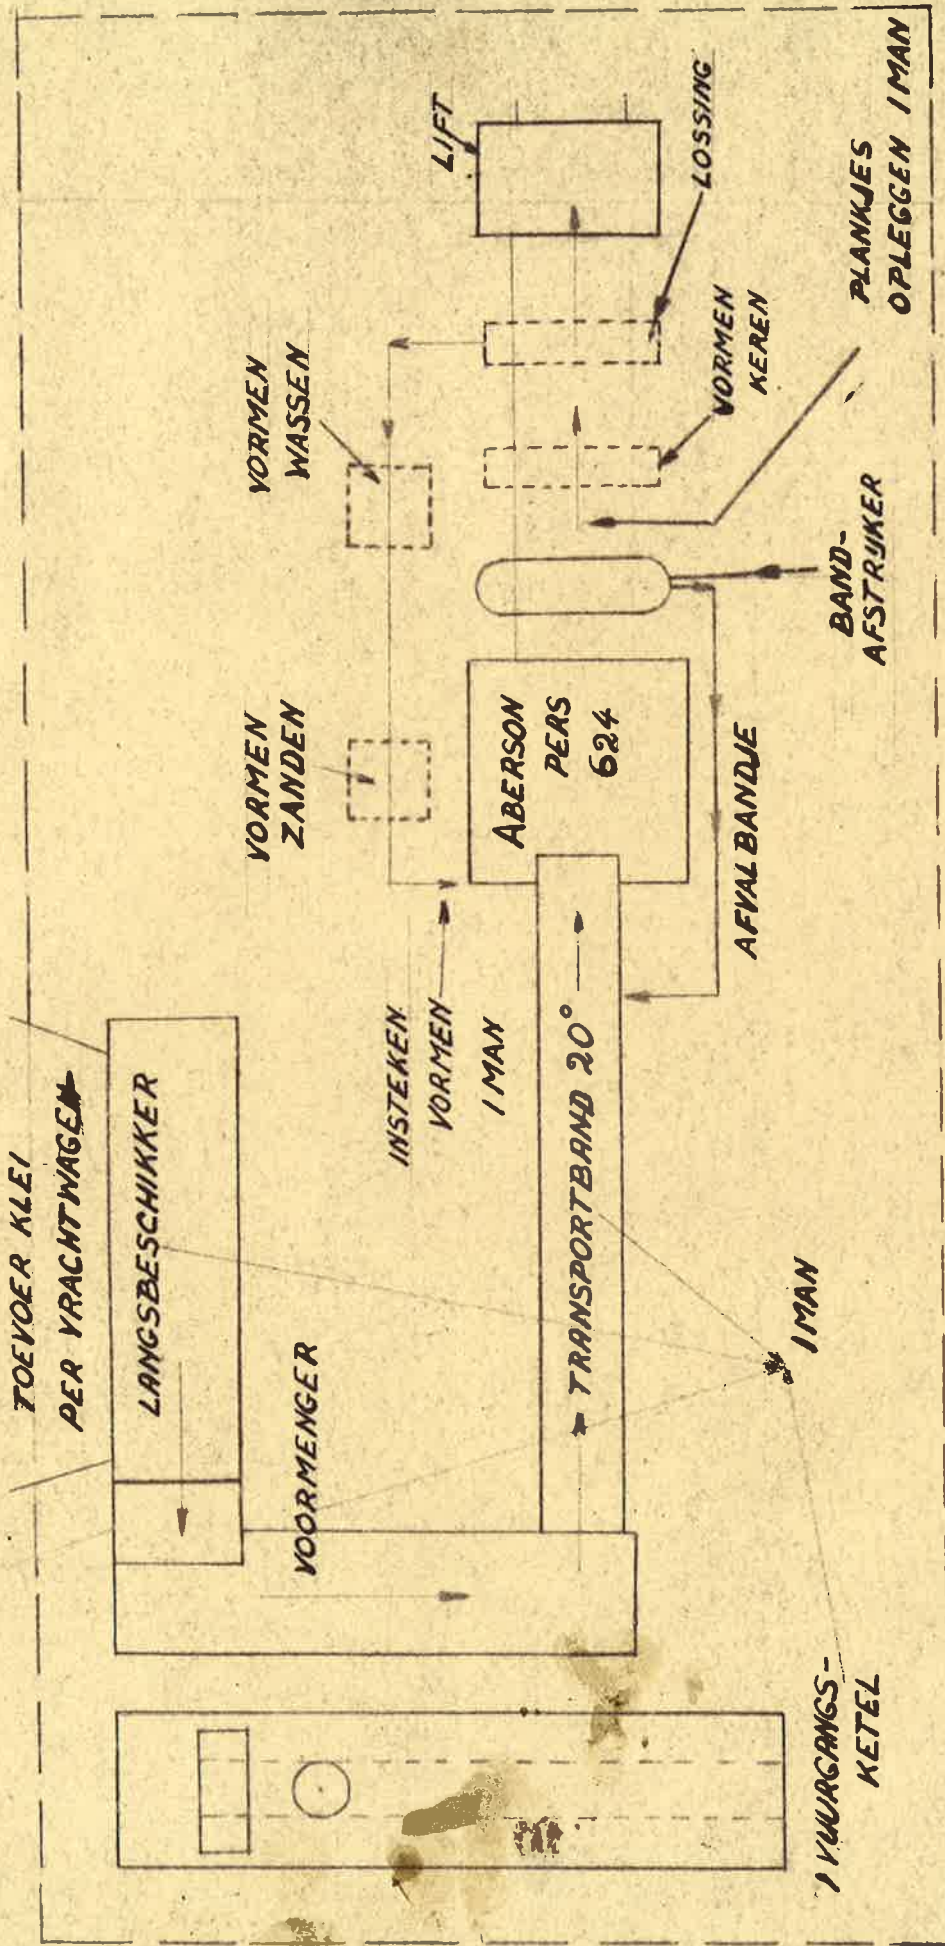 TOEVOER KLEI
PER VRACHTWAGEN
LANGSBESCHIKKER
VOORMENGER
1 VUURGANGS-
KETEL
1 MAN
TRANSPORTBAND 20°
INSTEKEN
VORMEN
1 MAN
VORMEN
ZANDEN
VORMEN
WASSEN
ABERSON
PERS
624
AFVALBANDJE
BAND-
AFSTRIJKER
PLANKJES
OPLEGGEN 1 MAN
VORMEN
KEREN
LOSSING
LIFT